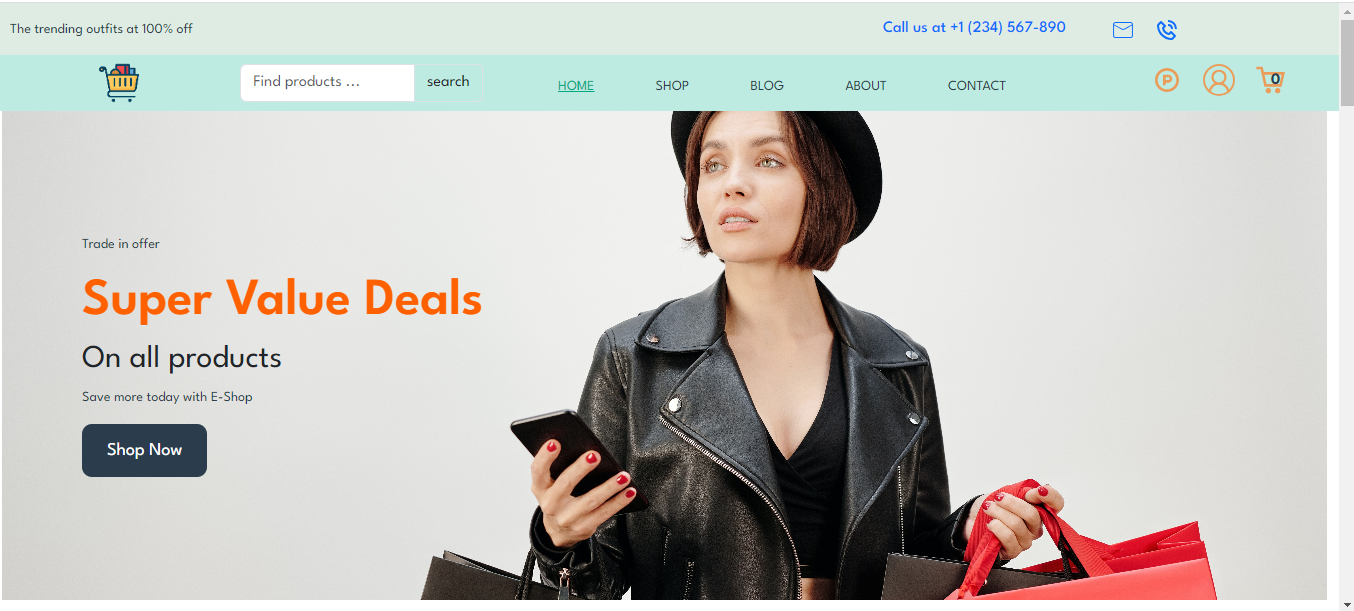 The trending outfits at 100% off
Call us at +1 (234) 567-890
Find products ...
search
HOME
SHOP
BLOG
ABOUT
CONTACT
P
0
Trade in offer
Super Value Deals
On all products
Save more today with E-Shop
Shop Now